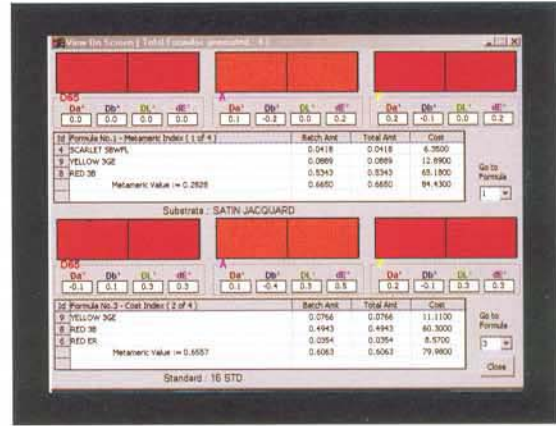 View On Screen [ Total Formulas generated : 4 ]
D65 A F
Da* Db* DL* dE* Da* Db* DL* dE* Da* Db* DL* dE*
0.0 0.0 0.0 0.0 0.1 -0.2 0.0 0.2 0.2 -0.1 0.0 0.2
Id Formula No.1 - Metameric Index ( 1 of 4 ) Batch Amt Total Amt Cost
4 SCARLET 0.0418 0.0418 6.3500
9 YELLOW 3GE 0.0889 0.0889 12.8900
8 RED 3B 0.5343 0.5343 65.1800
Metameric Value := 0.2828 0.6650 0.6650 84.4300
Go to
Formula
1
Substrate : SATIN JACQUARD
D65 A
Da* Db* DL* dE* Da* Db* DL* dE* Da* Db* DL* dE*
-0.1 0.1 0.3 0.3 0.1 -0.4 0.3 0.5 0.2 -0.1 0.3 0.3
Id Formula No.3 - Cost Index ( 2 of 4 ) Batch Amt Total Amt Cost
9 YELLOW 3GE 0.0766 0.0766 11.1100
8 RED 3B 0.4943 0.4943 60.3000
6 RED ER 0.0354 0.0354 8.5700
Metameric Value := 0.6557 0.6063 0.6063 79.9800
Go to
Formula
3
Close
Standard : 16 STD